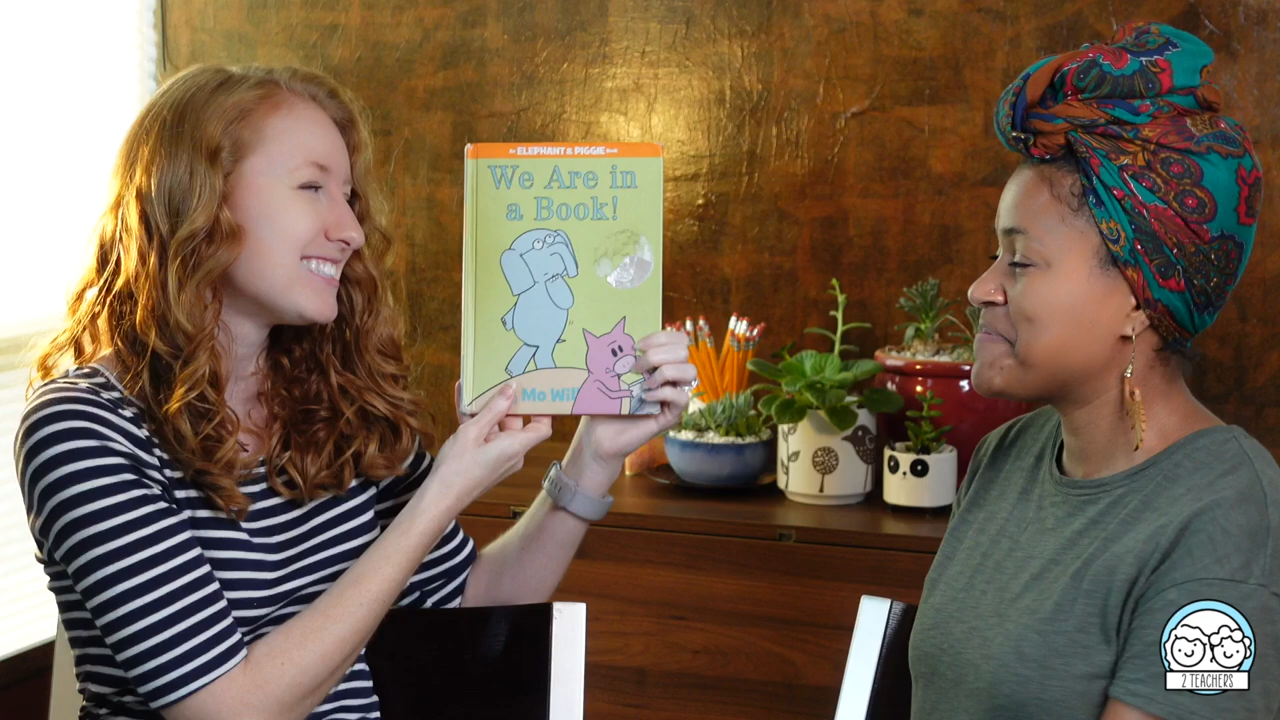 An ELEPHANT & PIGGIE Book
We Are in
a Book!
Mo Wil
2 TEACHERS